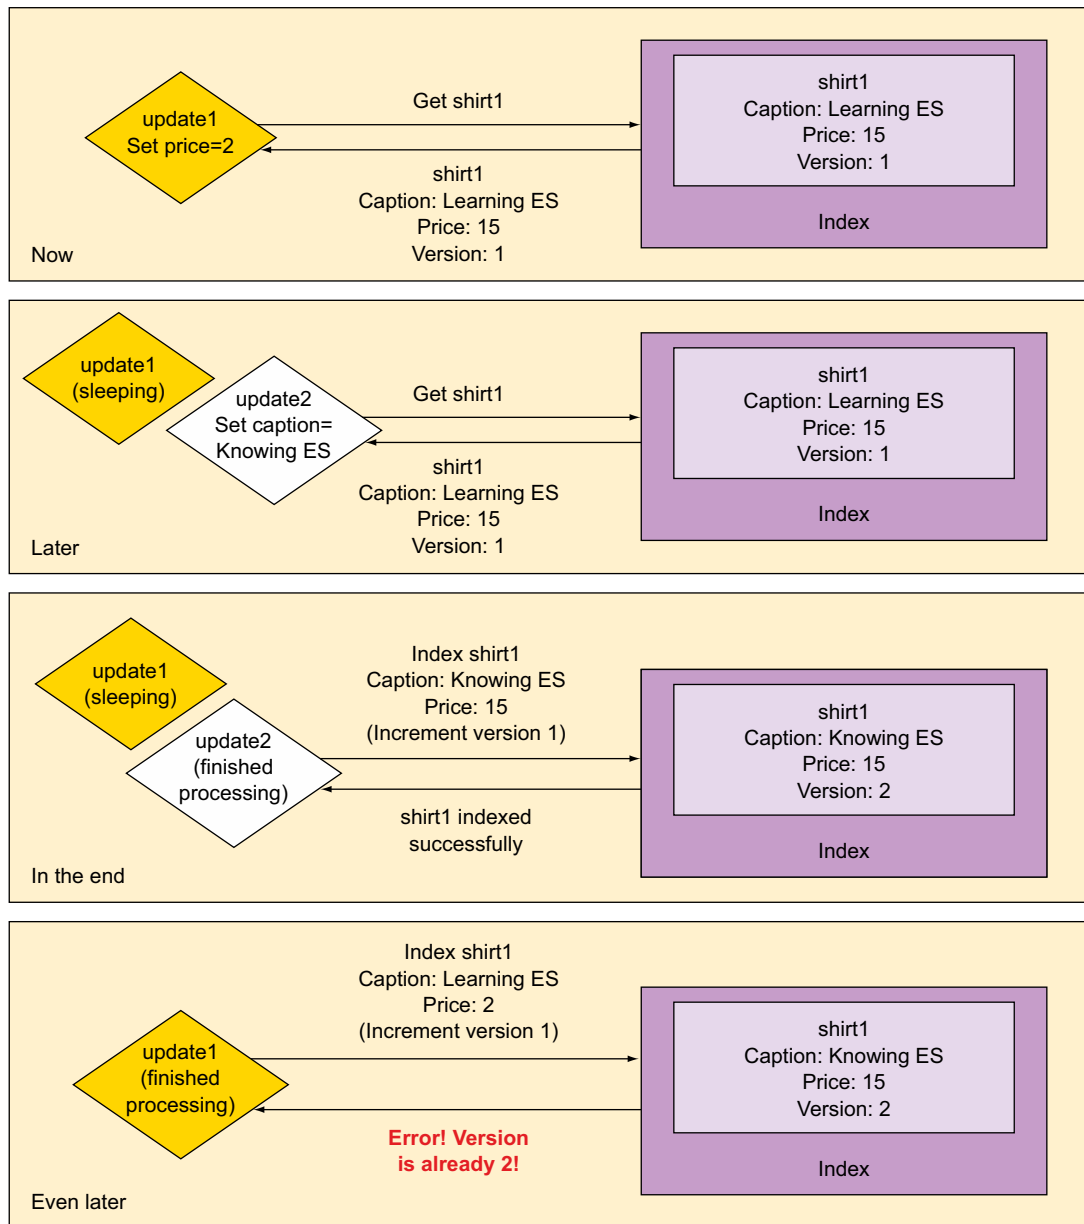 update1
Set price=2
Get shirt1
shirt1
Caption: Learning ES
Price: 15
Version: 1
shirt1
Caption: Learning ES
Price: 15
Version: 1
Index
Now
update1
(sleeping)
update2
Set caption=
Knowing ES
Get shirt1
shirt1
Caption: Learning ES
Price: 15
Version: 1
shirt1
Caption: Learning ES
Price: 15
Version: 1
Index
Later
update1
(sleeping)
update2
(finished
processing)
Index shirt1
Caption: Knowing ES
Price: 15
(Increment version 1)
shirt1 indexed
successfully
shirt1
Caption: Knowing ES
Price: 15
Version: 2
Index
In the end
update1
(finished
processing)
Index shirt1
Caption: Learning ES
Price: 2
(Increment version 1)
Error! Version
is already 2!
shirt1
Caption: Knowing ES
Price: 15
Version: 2
Index
Even later